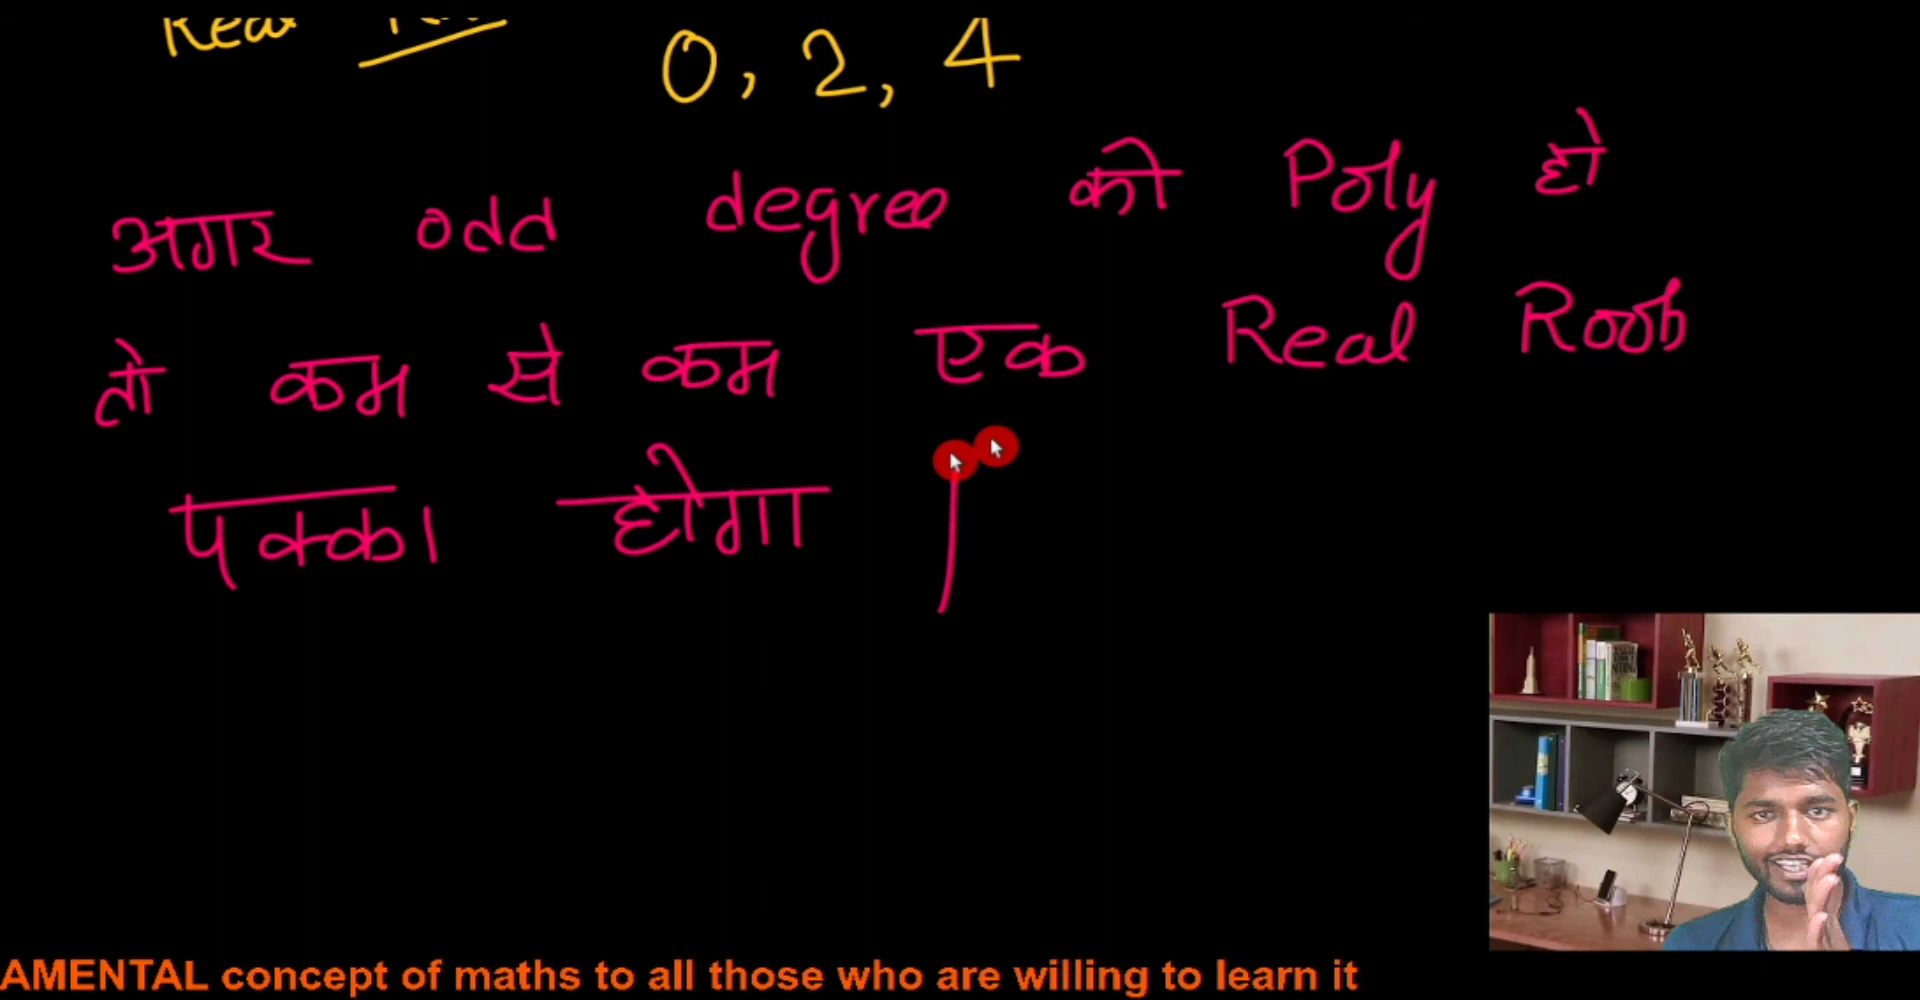 Real
0, 2, 4
अगर odd degree की Poly हो
तो कम से कम एक Real Root
पक्का होगा ।
AMENTAL concept of maths to all those who are willing to learn it